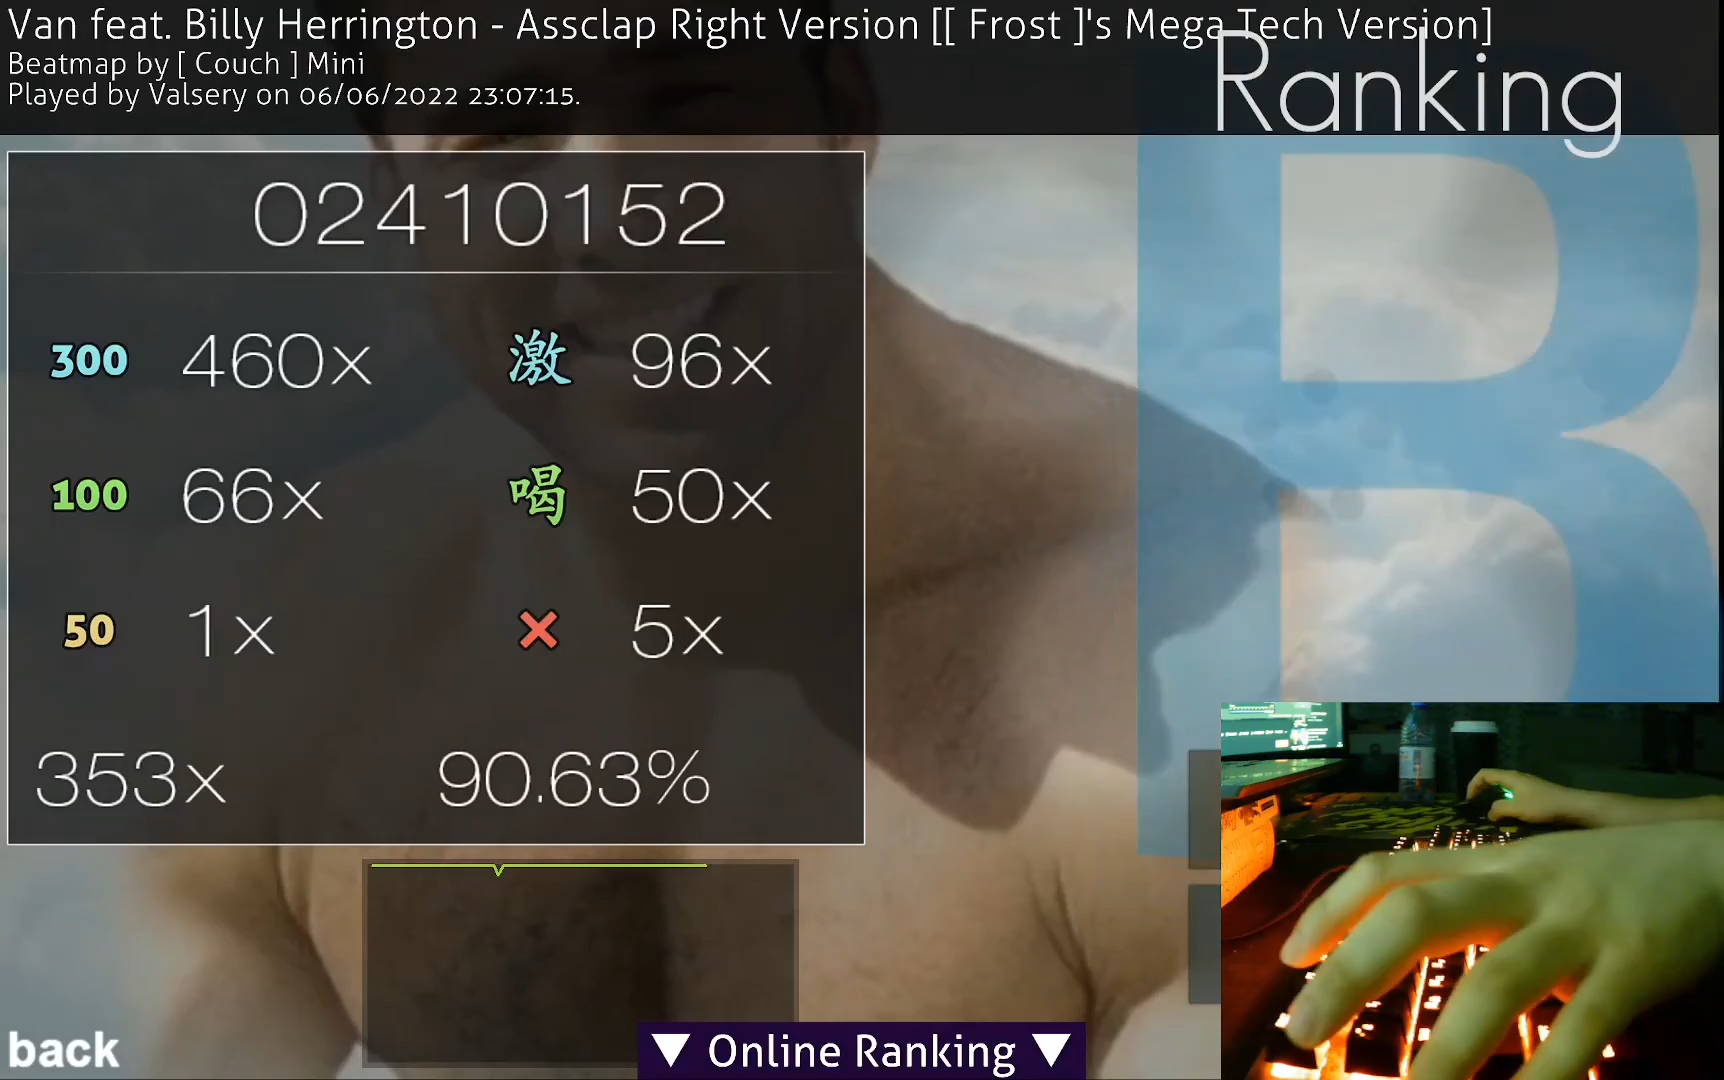 Van feat. Billy Herrington - Assclap Right Version [[ Frost ]'s Mega Tech Version]
Beatmap by [ Couch ] Mini
Played by Valsery on 06/06/2022 23:07:15.
Ranking
02410152
300 460x 激 96x
100 66x 喝 50x
50 1x 5x
353x 90.63%
B
back
▼ Online Ranking ▼